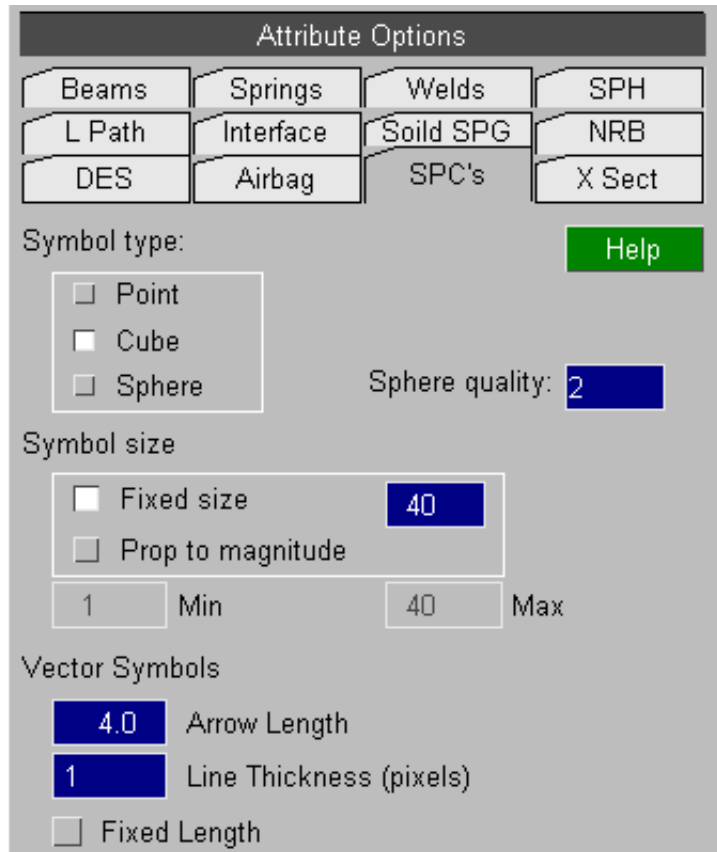 Attribute Options
Beams Springs Welds SPH
L Path Interface Soild SPG NRB
DES Airbag SPC's X Sect
Symbol type: Help
Point
Cube
Sphere Sphere quality: 2
Symbol size
Fixed size 40
Prop to magnitude
1 Min 40 Max
Vector Symbols
4.0 Arrow Length
1 Line Thickness (pixels)
Fixed Length